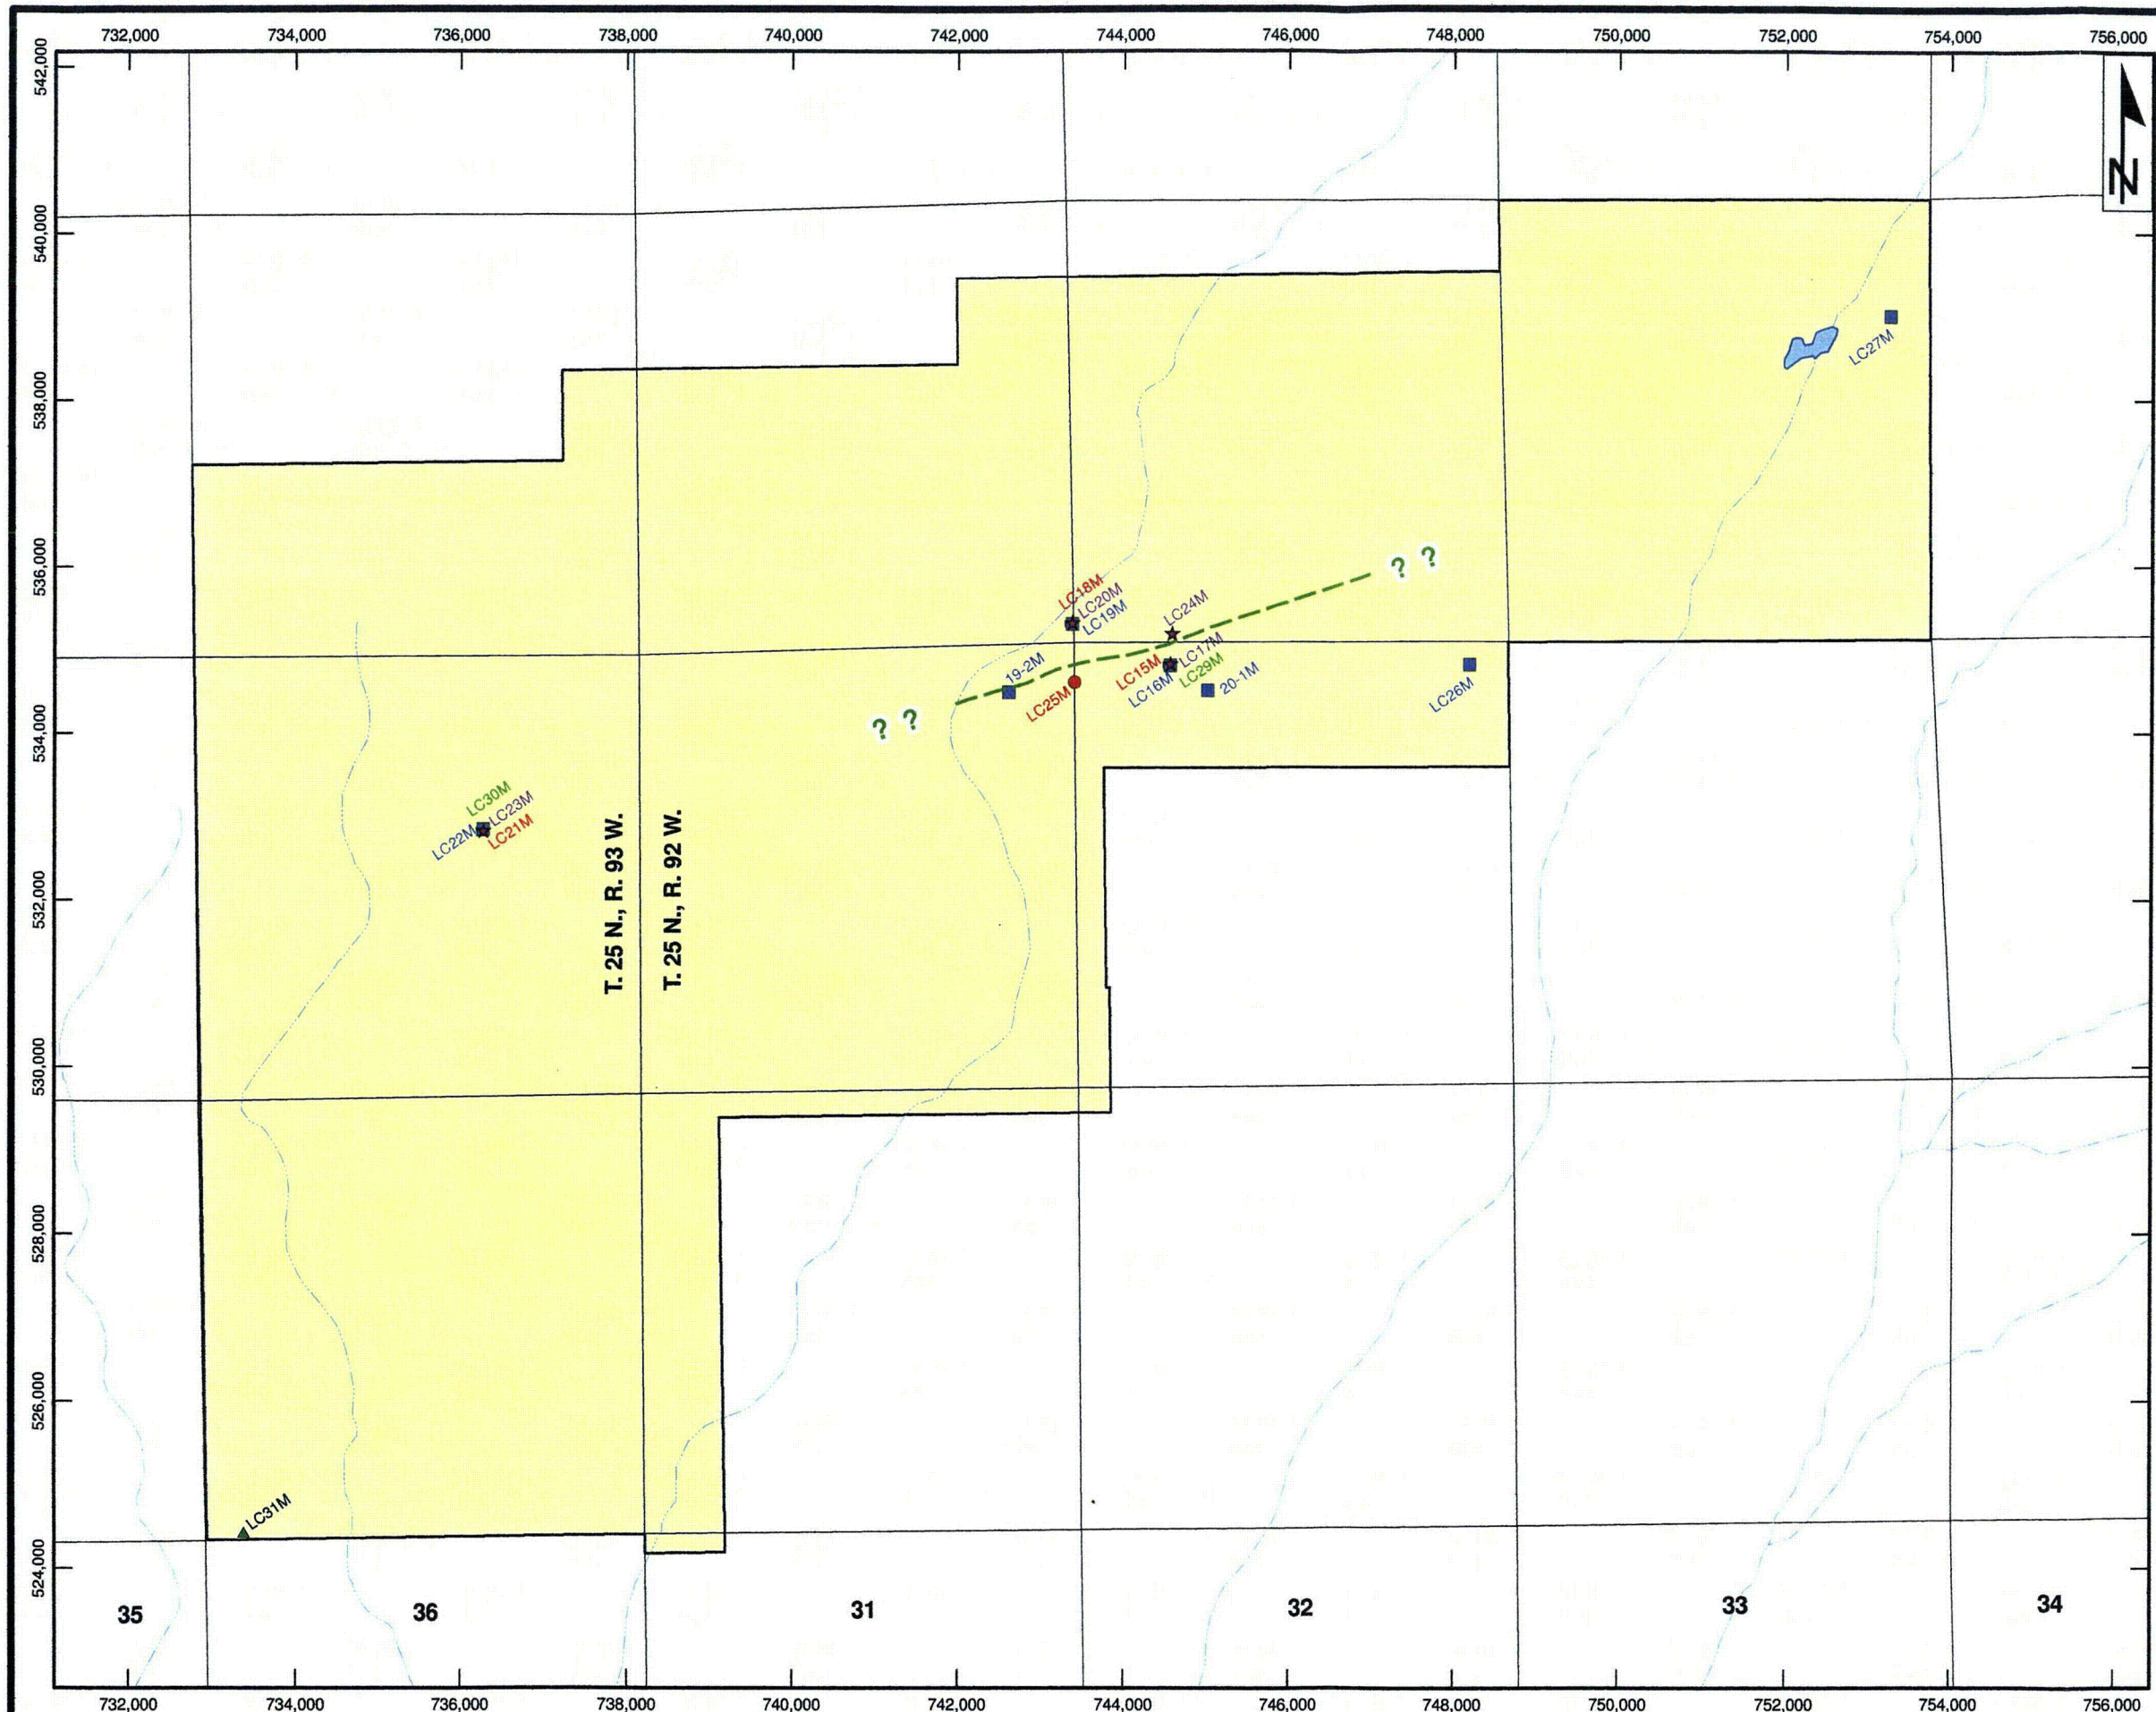 732,000 734,000 736,000 738,000 740,000 742,000 744,000 746,000 748,000 750,000 752,000 754,000 756,000
542,000
N
540,000
LC27M
538,000
536,000
? ?
LC18M
LC20M
LC19M
LC24M
19-2M
LC15M
LC17M
LC29M
LC16M
20-1M
LC25M
LC26M
? ?
534,000
LC30M
LC23M
LC22M
LC21M
T. 25 N., R. 93 W.
T. 25 N., R. 92 W.
532,000
530,000
528,000
526,000
LC31M
524,000
35 36 31 32 33 34
732,000 734,000 736,000 738,000 740,000 742,000 744,000 746,000 748,000 750,000 752,000 754,000 756,000